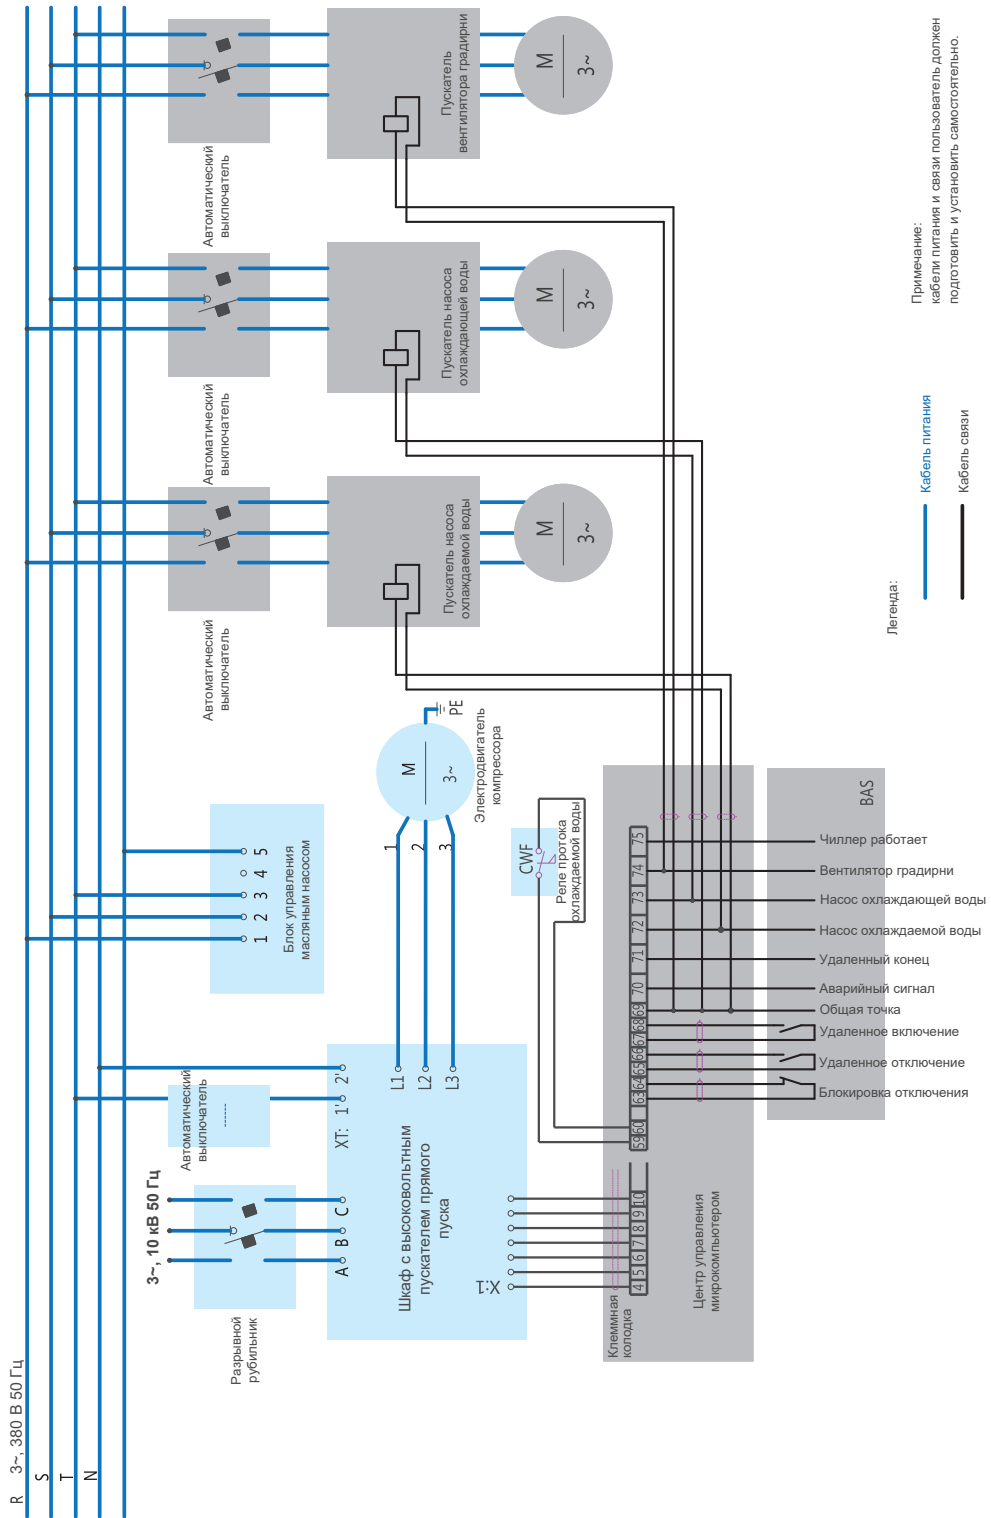 R 3~, 380 В 50 Гц
S
T
N
3~, 10 кВ 50 Гц
Разрывной
рубильник
Автоматический
выключатель
------
A B C
XT: 1' 2'
Шкаф с высоковольтным
пускателем прямого
пуска
L1
L2
L3
X:1
1 2 3 4 5
Блок управления
масляным насосом
1
2
3
M
3~
PE
Электродвигатель
компрессора
CWF
Реле протока
охлаждаемой воды
Автоматический
выключатель
Пускатель насоса
охлаждаемой воды
M
3~
Автоматический
выключатель
Пускатель насоса
охлаждающей воды
M
3~
Автоматический
выключатель
Пускатель
вентилятора градирни
M
3~
Клеммная
колодка
4 5 6 7 8 9 10
59 60 63 64 65 66 67 68 69 70 71 72 73 74 75
Центр управления
микрокомпьютером
BAS
Чиллер работает
Вентилятор градирни
Насос охлаждающей воды
Насос охлаждаемой воды
Удаленный конец
Аварийный сигнал
Общая точка
Удаленное включение
Удаленное отключение
Блокировка отключения
Легенда:
Кабель питания
Кабель связи
Примечание:
кабели питания и связи пользователь должен
подготовить и установить самостоятельно.